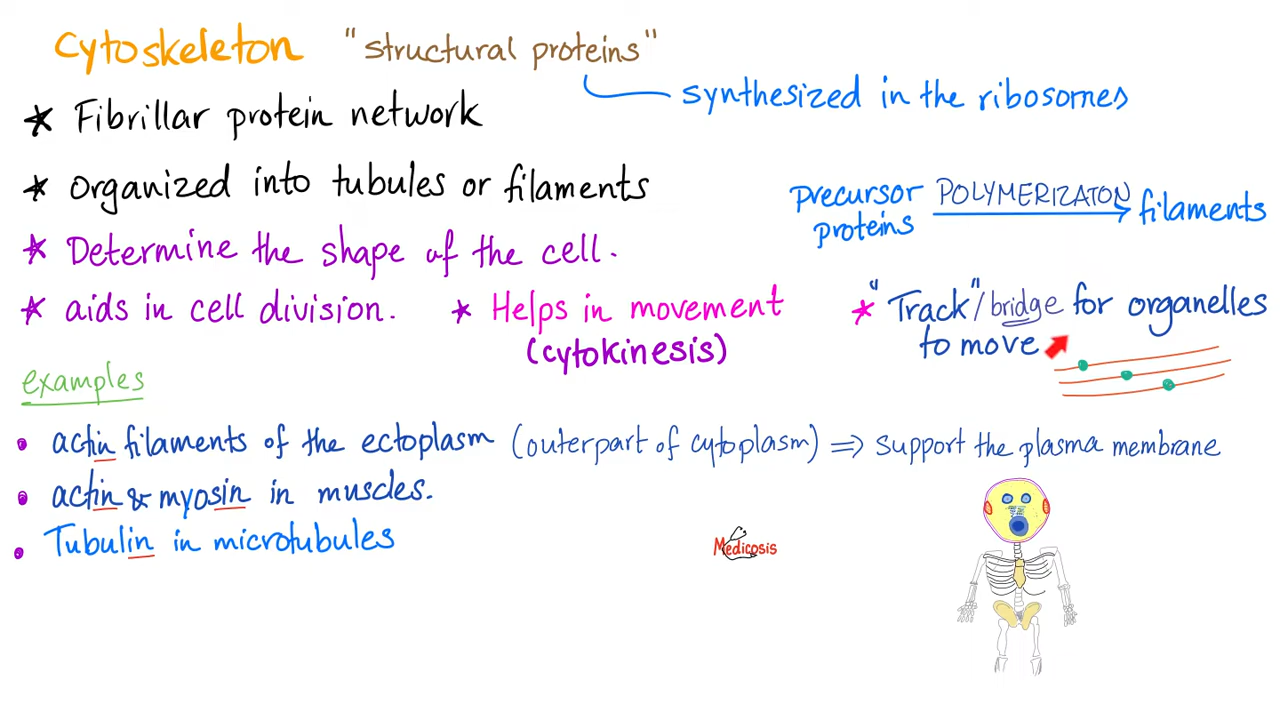 Cytoskeleton "structural proteins"
synthesized in the ribosomes
* Fibrillar protein network
* Organized into tubules or filaments
precursor proteins POLYMERIZATON filaments
* Determine the shape of the cell.
* aids in cell division. * Helps in movement
(cytokinesis)
* "Track"/bridge for organelles
to move
examples
• actin filaments of the ectoplasm (outerpart of cytoplasm) ⇒ support the plasma membrane
• actin & myosin in muscles.
• Tubulin in microtubules
Medicosis